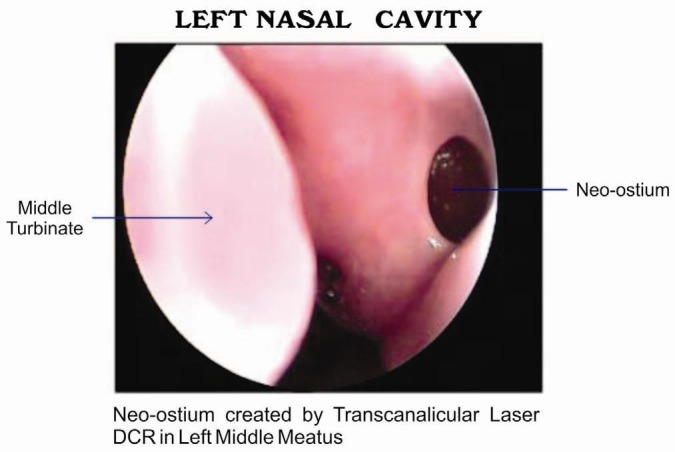 LEFT NASAL CAVITY
Middle
Turbinate
Neo-ostium
Neo-ostium created by Transcanalicular Laser
DCR in Left Middle Meatus